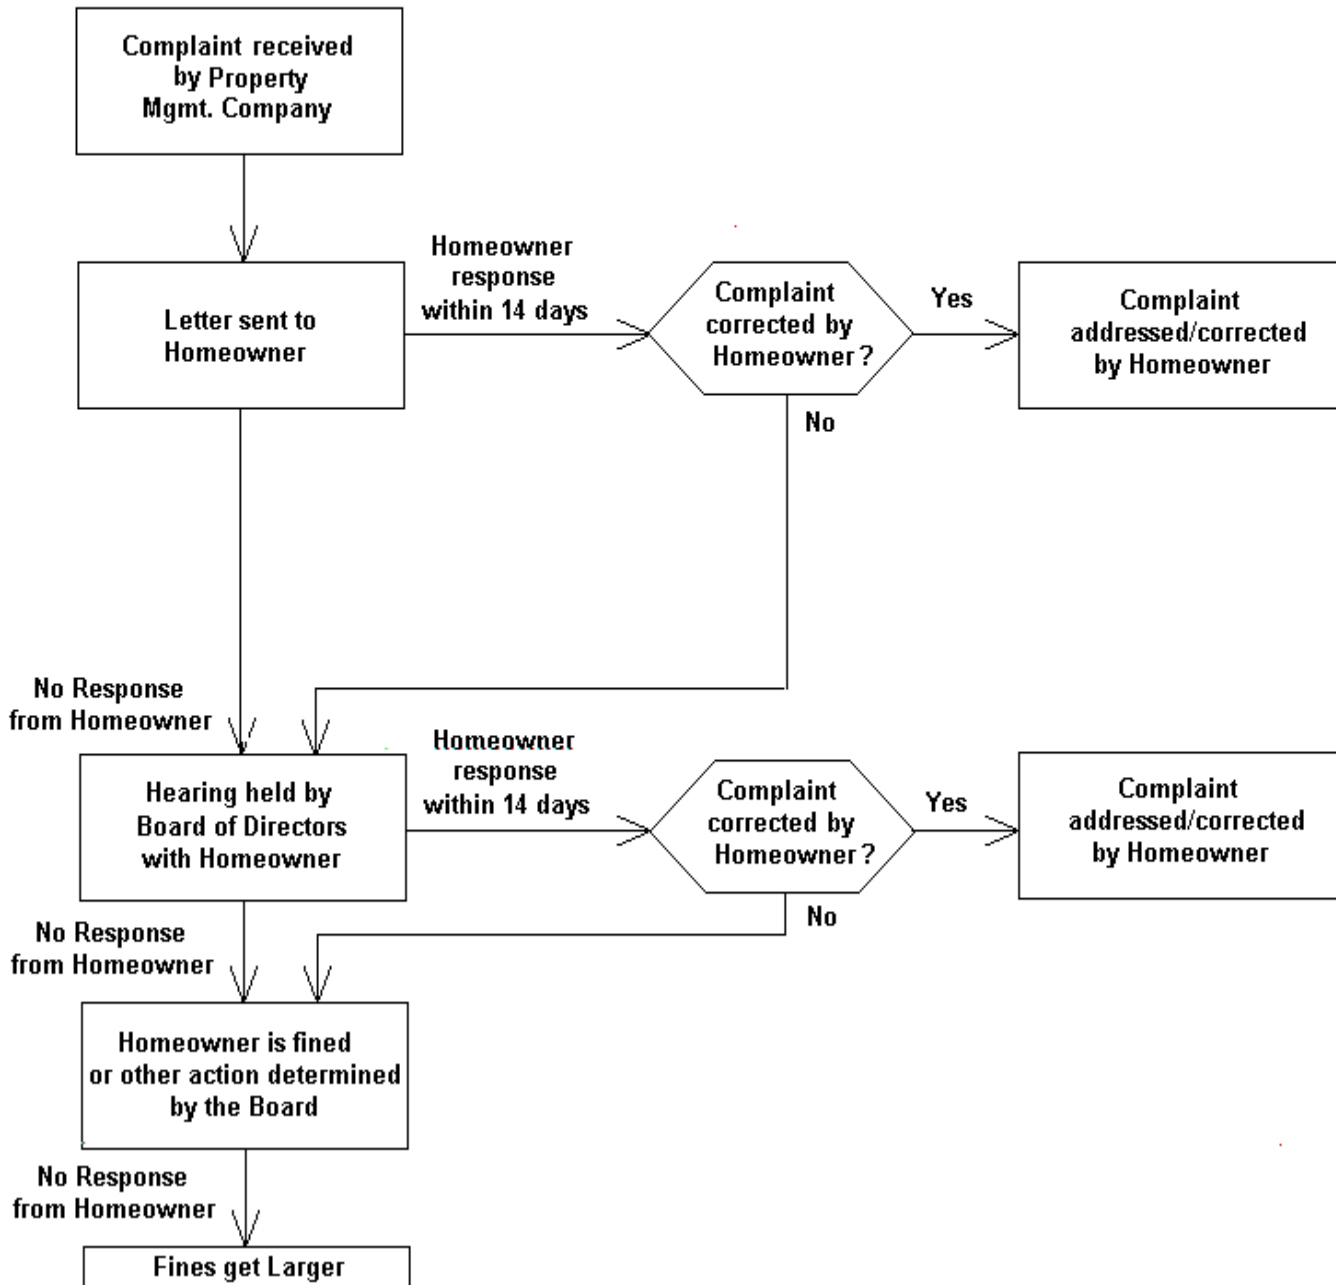 Complaint received
by Property
Mgmt. Company
Letter sent to
Homeowner
Homeowner
response
within 14 days
Complaint
corrected by
Homeowner?
Yes
Complaint
addressed/corrected
by Homeowner
No
No Response
from Homeowner
Hearing held by
Board of Directors
with Homeowner
Homeowner
response
within 14 days
Complaint
corrected by
Homeowner?
Yes
Complaint
addressed/corrected
by Homeowner
No
No Response
from Homeowner
Homeowner is fined
or other action determined
by the Board
No Response
from Homeowner
Fines get Larger